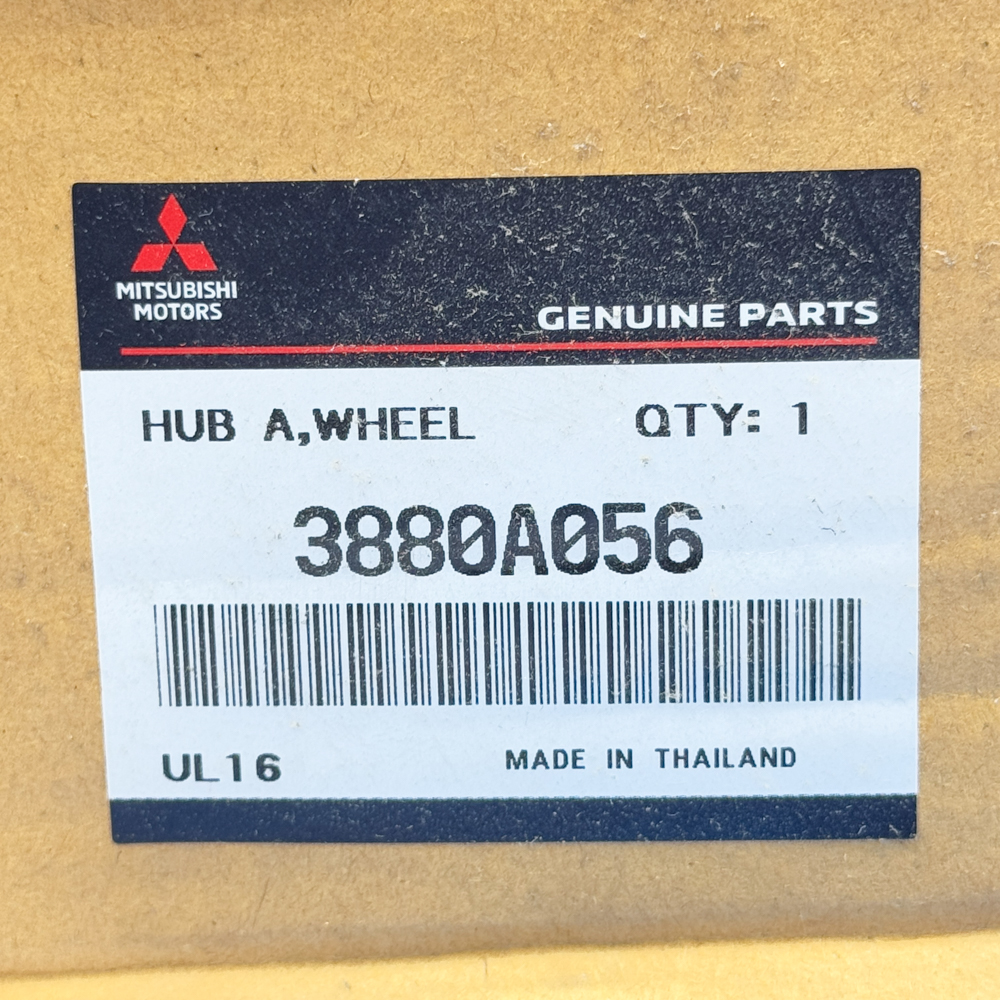 MITSUBISHI
MOTORS
GENUINE PARTS
HUB A,WHEEL QTY: 1
3880A056
UL16 MADE IN THAILAND